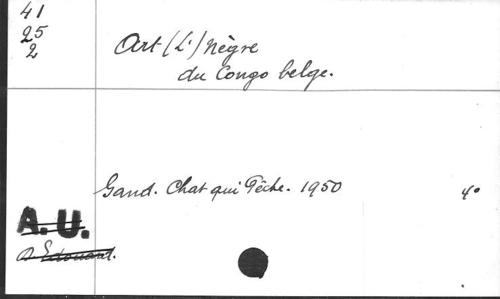 41
25
2
Art (L') nègre
du Congo belge.
Gand. Chat qui Pêche. 1950
4°
A.U.
Edouard.